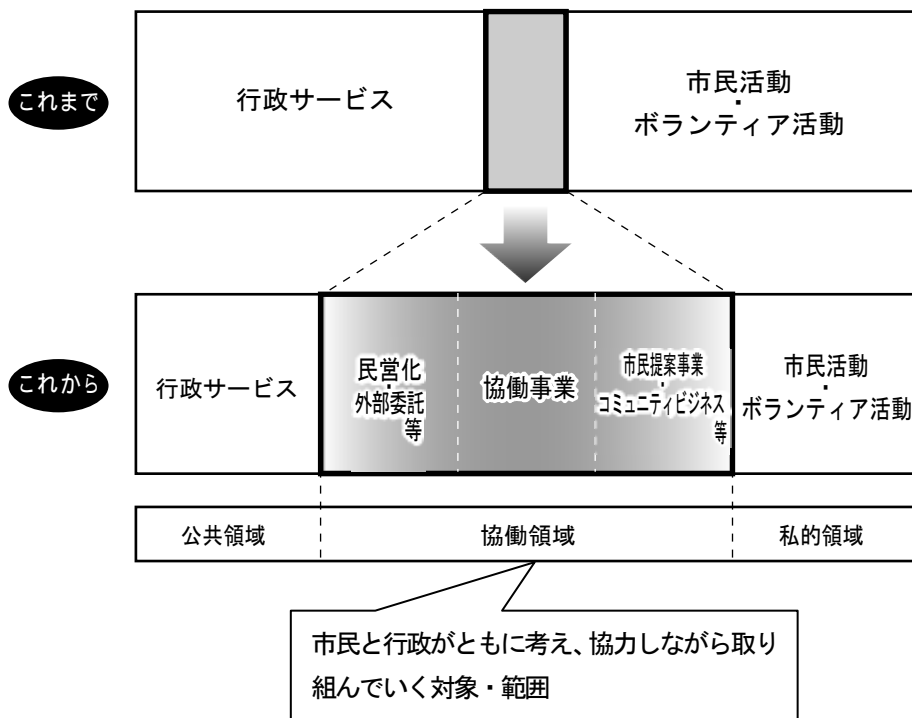 これまで
行政サービス
市民活動
・
ボランティア活動
これから
行政サービス
民営化
・
外部委託
等
協働事業
市民提案事業
・
コミュニティビジネス
等
市民活動
・
ボランティア活動
公共領域
協働領域
私的領域
市民と行政がともに考え、協力しながら取り
組んでいく対象・範囲